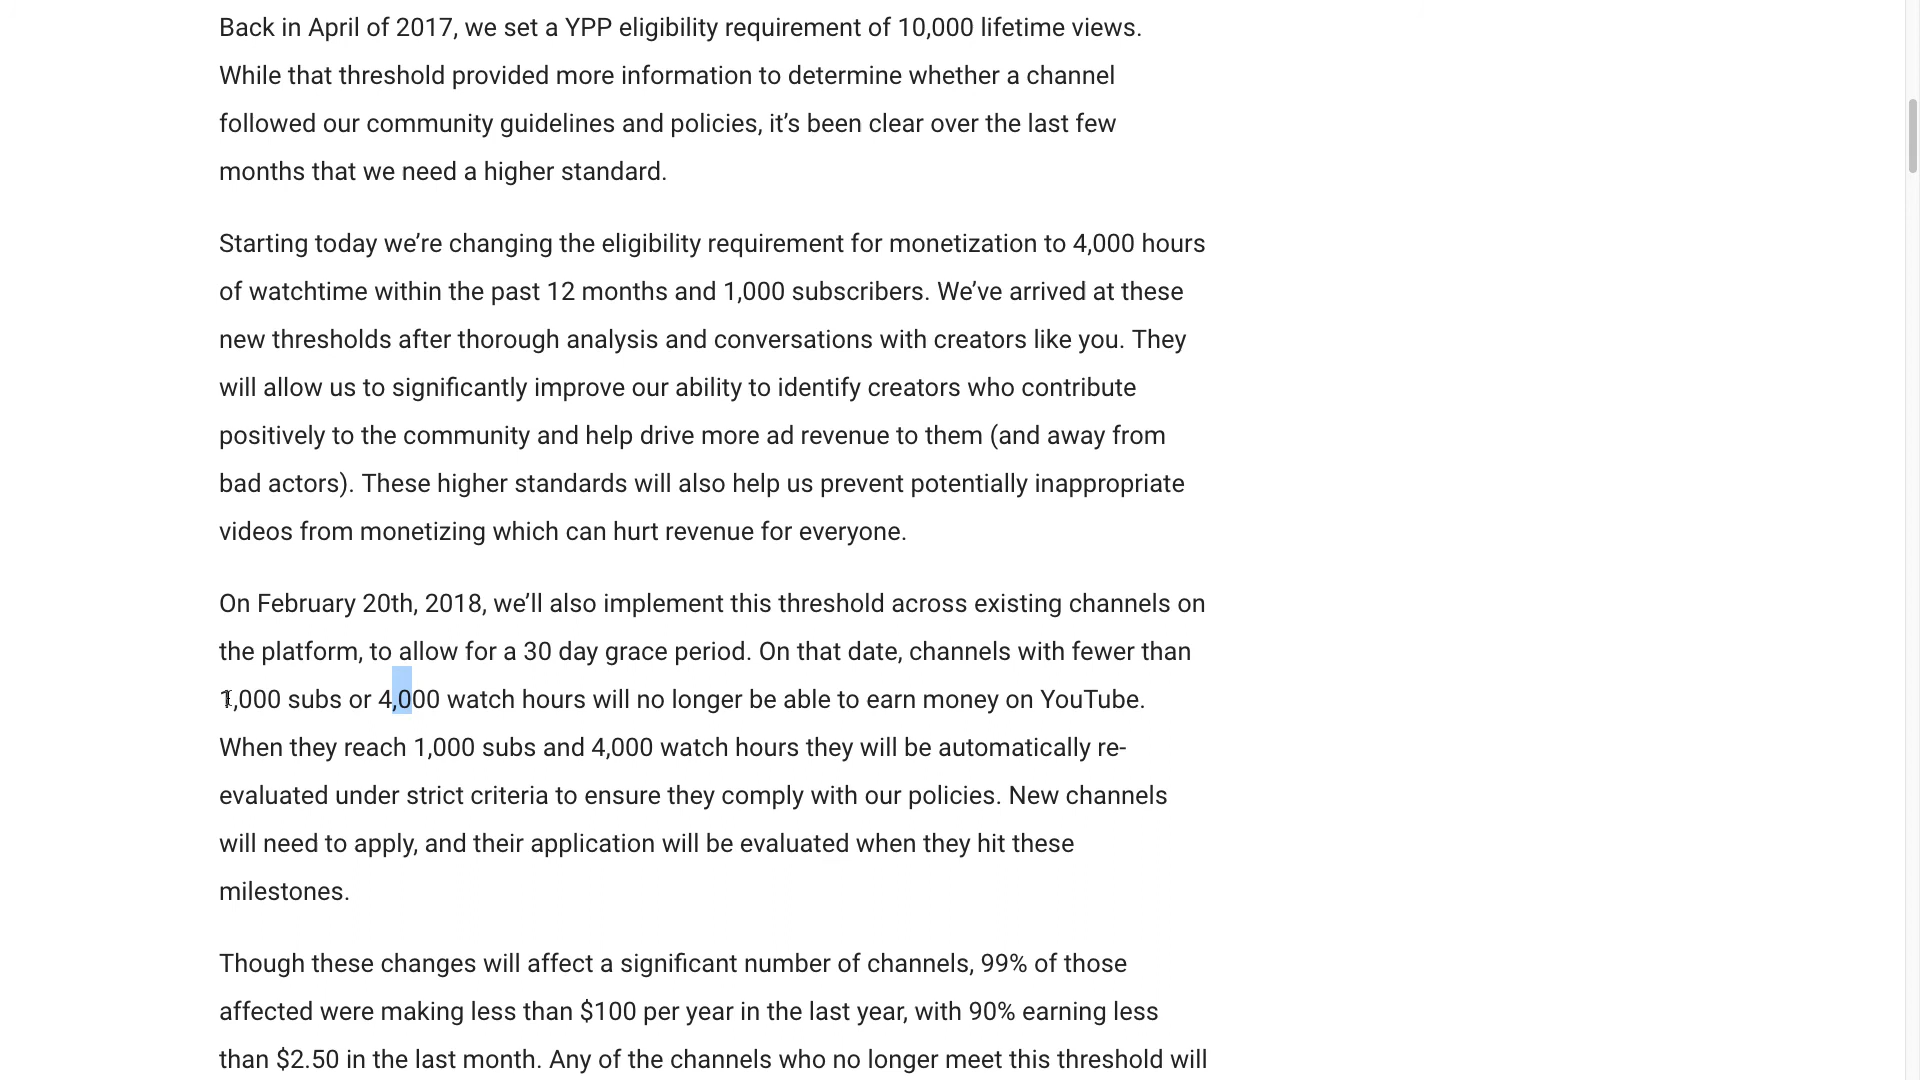 Back in April of 2017, we set a YPP eligibility requirement of 10,000 lifetime views.
While that threshold provided more information to determine whether a channel
followed our community guidelines and policies, it’s been clear over the last few
months that we need a higher standard.
Starting today we’re changing the eligibility requirement for monetization to 4,000 hours
of watchtime within the past 12 months and 1,000 subscribers. We’ve arrived at these
new thresholds after thorough analysis and conversations with creators like you. They
will allow us to significantly improve our ability to identify creators who contribute
positively to the community and help drive more ad revenue to them (and away from
bad actors). These higher standards will also help us prevent potentially inappropriate
videos from monetizing which can hurt revenue for everyone.
On February 20th, 2018, we’ll also implement this threshold across existing channels on
the platform, to allow for a 30 day grace period. On that date, channels with fewer than
1,000 subs or 4,000 watch hours will no longer be able to earn money on YouTube.
When they reach 1,000 subs and 4,000 watch hours they will be automatically re-
evaluated under strict criteria to ensure they comply with our policies. New channels
will need to apply, and their application will be evaluated when they hit these
milestones.
Though these changes will affect a significant number of channels, 99% of those
affected were making less than $100 per year in the last year, with 90% earning less
than $2.50 in the last month. Any of the channels who no longer meet this threshold will